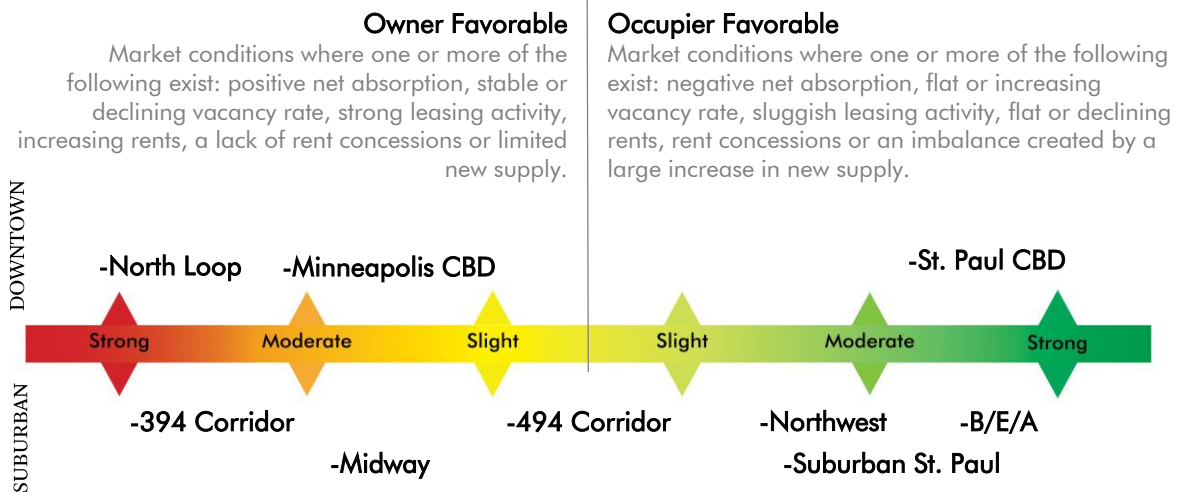 Owner Favorable
Market conditions where one or more of the
following exist: positive net absorption, stable or
declining vacancy rate, strong leasing activity,
increasing rents, a lack of rent concessions or limited
new supply.
Occupier Favorable
Market conditions where one or more of the following
exist: negative net absorption, flat or increasing
vacancy rate, sluggish leasing activity, flat or declining
rents, rent concessions or an imbalance created by a
large increase in new supply.
DOWNTOWN
-North Loop
-Minneapolis CBD
-St. Paul CBD
Strong
Moderate
Slight
Slight
Moderate
Strong
SUBURBAN
-394 Corridor
-494 Corridor
-Northwest
-B/E/A
-Midway
-Suburban St. Paul